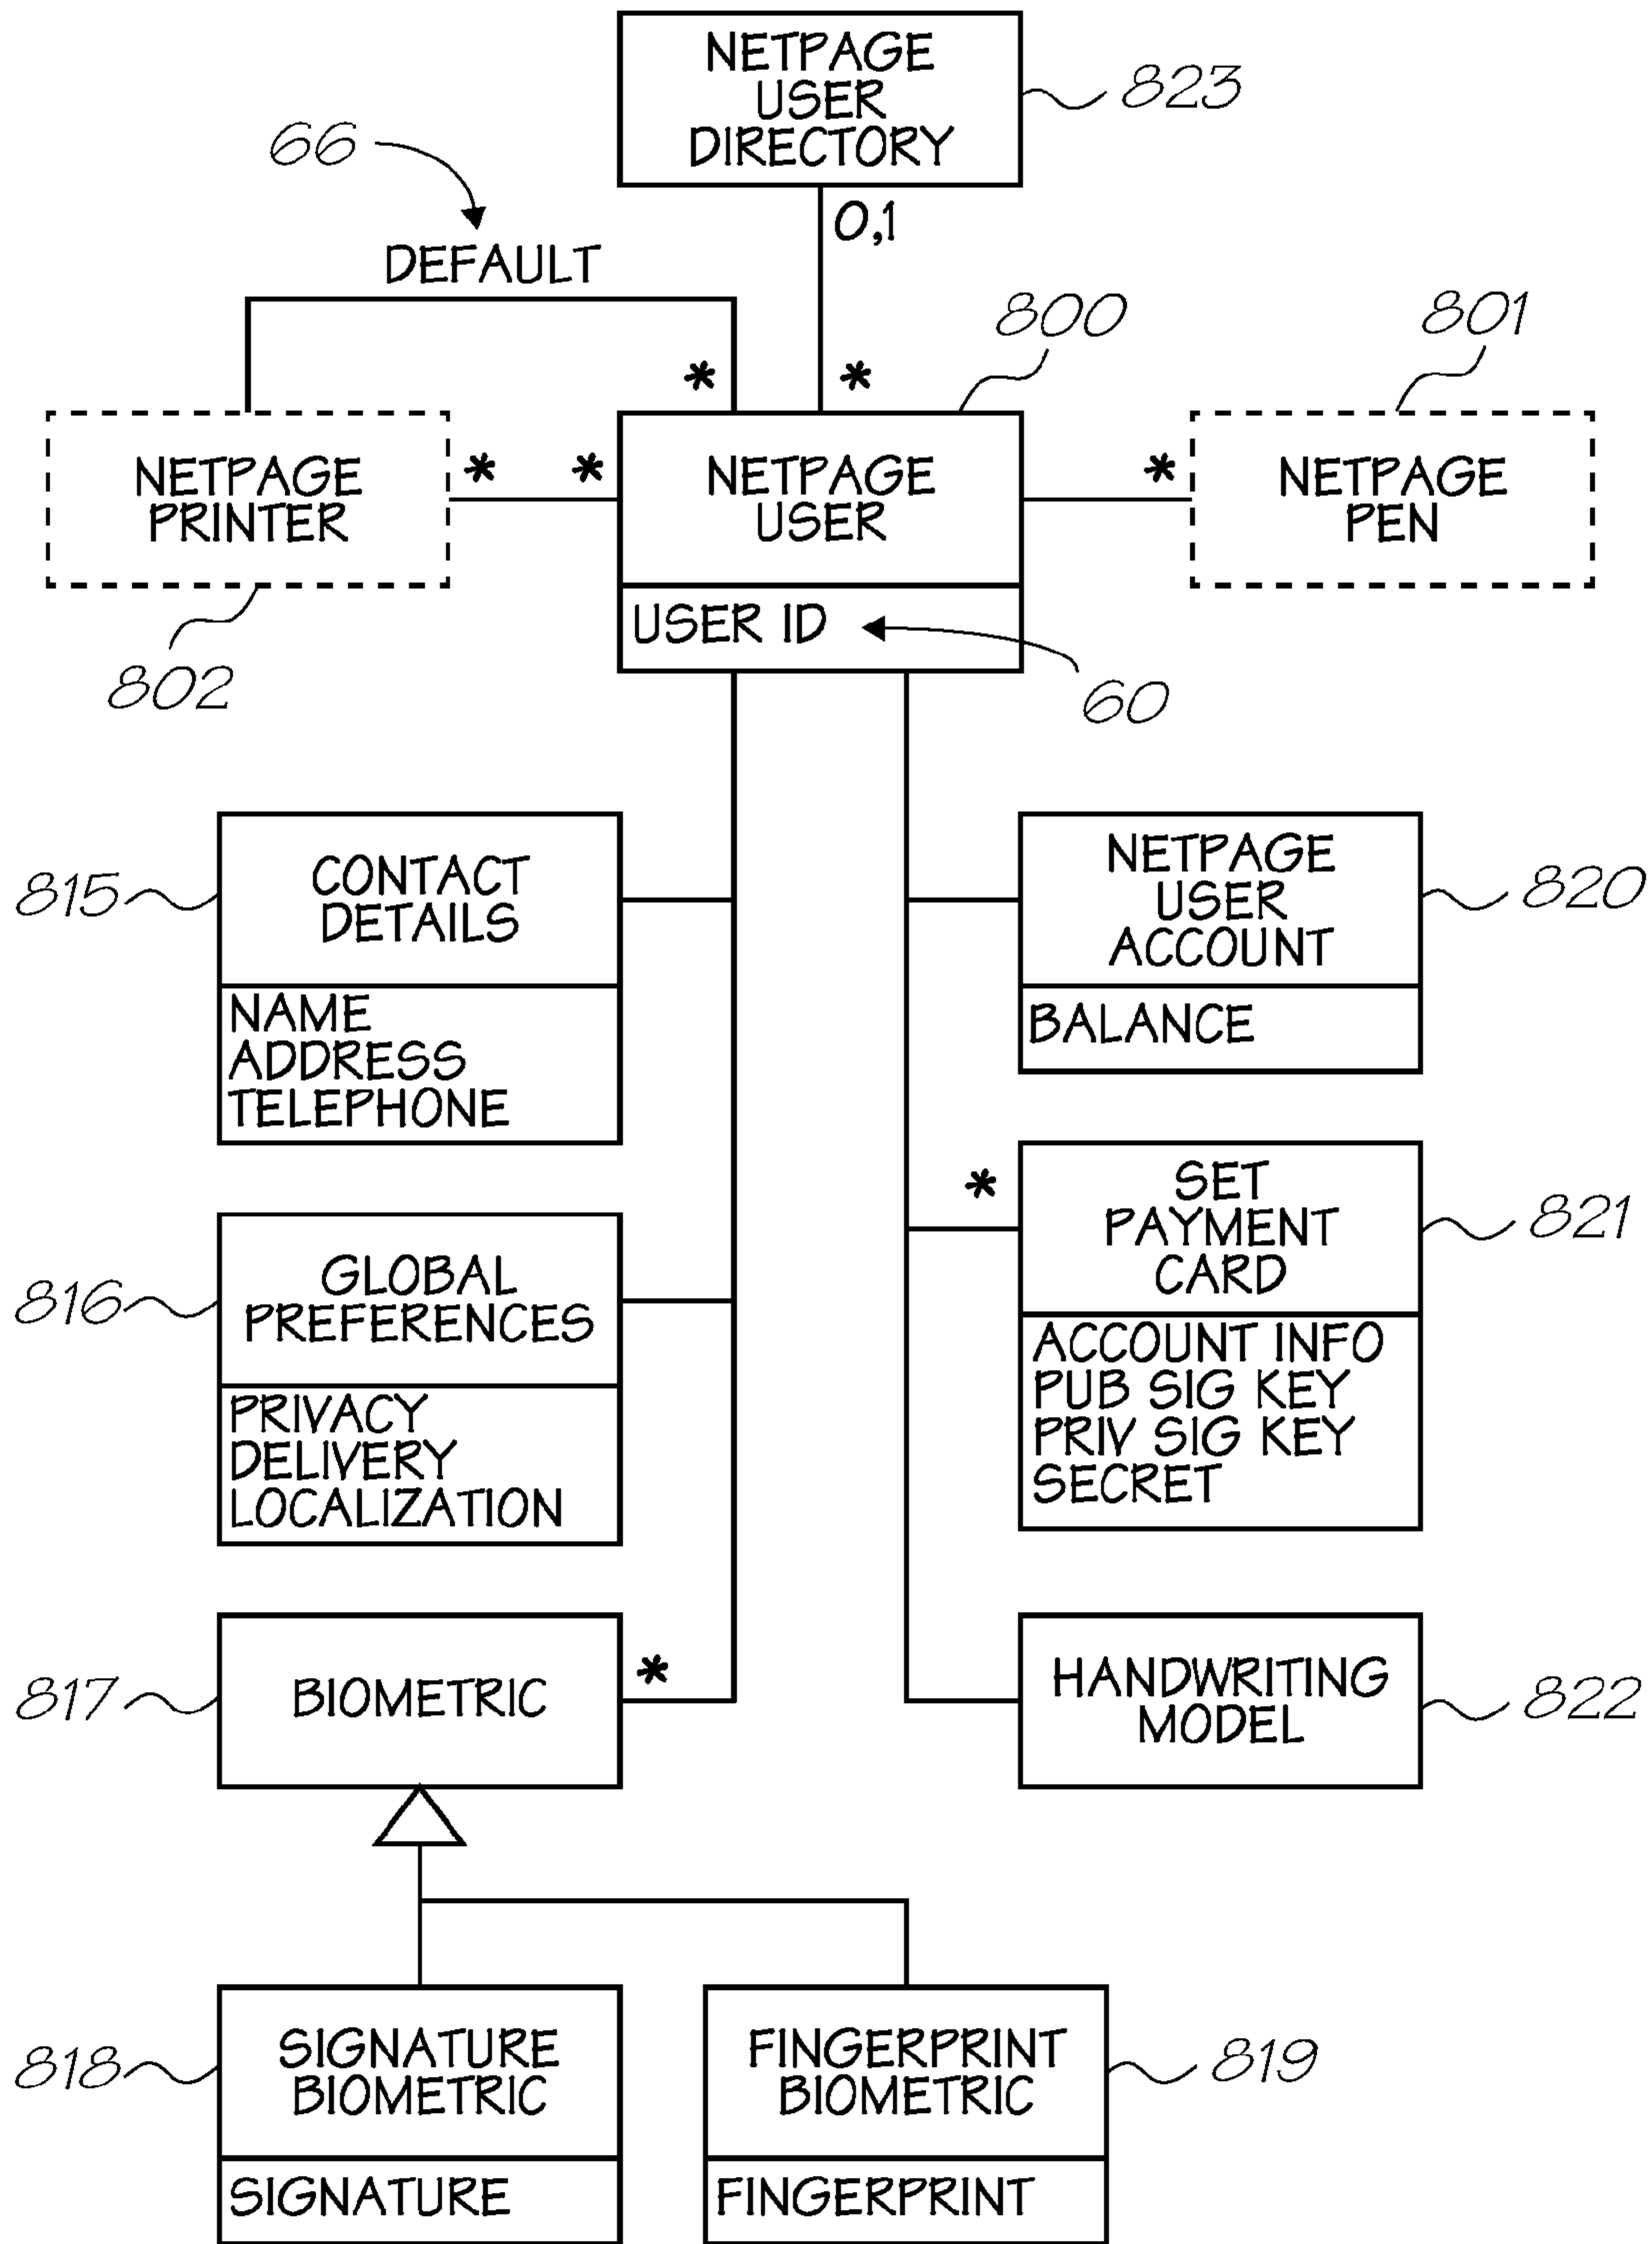 NETPAGE
USER
DIRECTORY
823
66
0,1
DEFAULT
800
801
*
*
NETPAGE
PRINTER
*
*
NETPAGE
USER
*
NETPAGE
PEN
USER ID
802
60
815
CONTACT
DETAILS
NAME
ADDRESS
TELEPHONE
NETPAGE
USER
ACCOUNT
820
BALANCE
816
GLOBAL
PREFERENCES
PRIVACY
DELIVERY
LOCALIZATION
*
SET
PAYMENT
CARD
821
ACCOUNT INFO
PUB SIG KEY
PRIV SIG KEY
SECRET
817
BIOMETRIC
*
HANDWRITING
MODEL
822
818
SIGNATURE
BIOMETRIC
SIGNATURE
FINGERPRINT
BIOMETRIC
819
FINGERPRINT